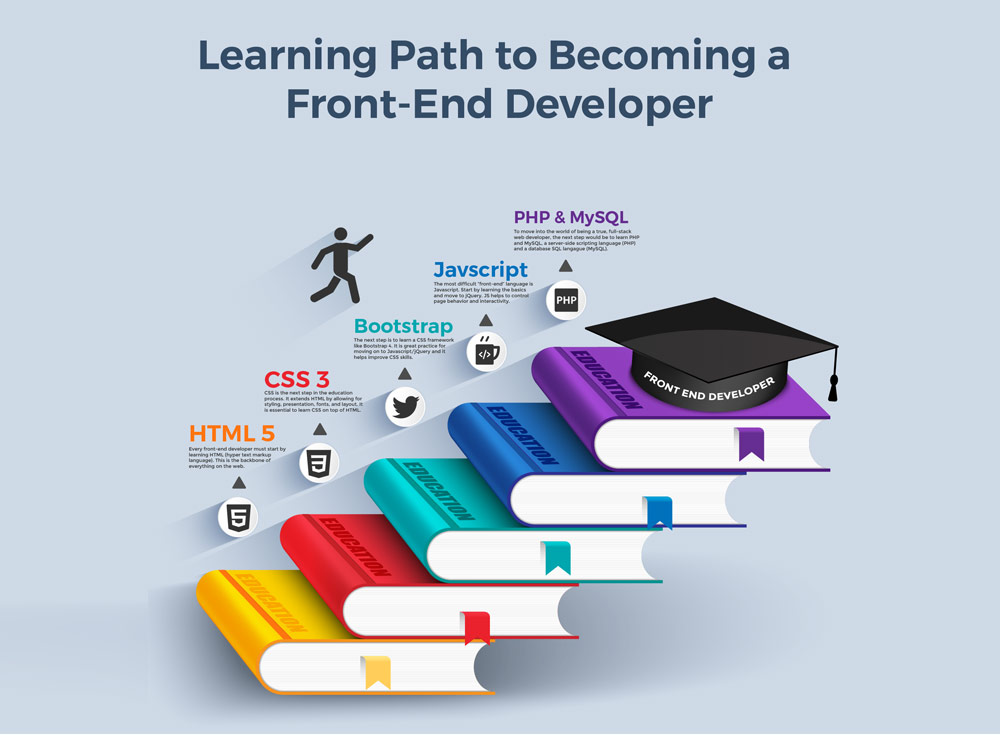 Learning Path to Becoming a
Front-End Developer
PHP & MySQL
To move into the world of being a true, full-stack
web developer, the next step would be to learn PHP
and MySQL, a server-side scripting language (PHP)
and a database SQL langague (MySQL).
Javscript
The most difficult "front-end" language is
Javascript. Start by learning the basics
and move to jQuery. JS helps to control
page behavior and interactivity.
PHP
Bootstrap
The next step is to learn a CSS framework
like Bootstrap 4. It is great practice for
moving on to Javascript/jQuery and it
helps improve CSS skills.
</>
CSS 3
CSS is the next step in the education
process. It extends HTML by allowing for
styling, presentation, fonts, and layout. It
is essential to learn CSS on top of HTML.
HTML 5
Every front-end developer must start by
learning HTML (hyper text markup
language). This is the backbone of
everything on the web.
3
5
FRONT END DEVELOPER
EDUCATION
EDUCATION
EDUCATION
EDUCATION
EDUCATION